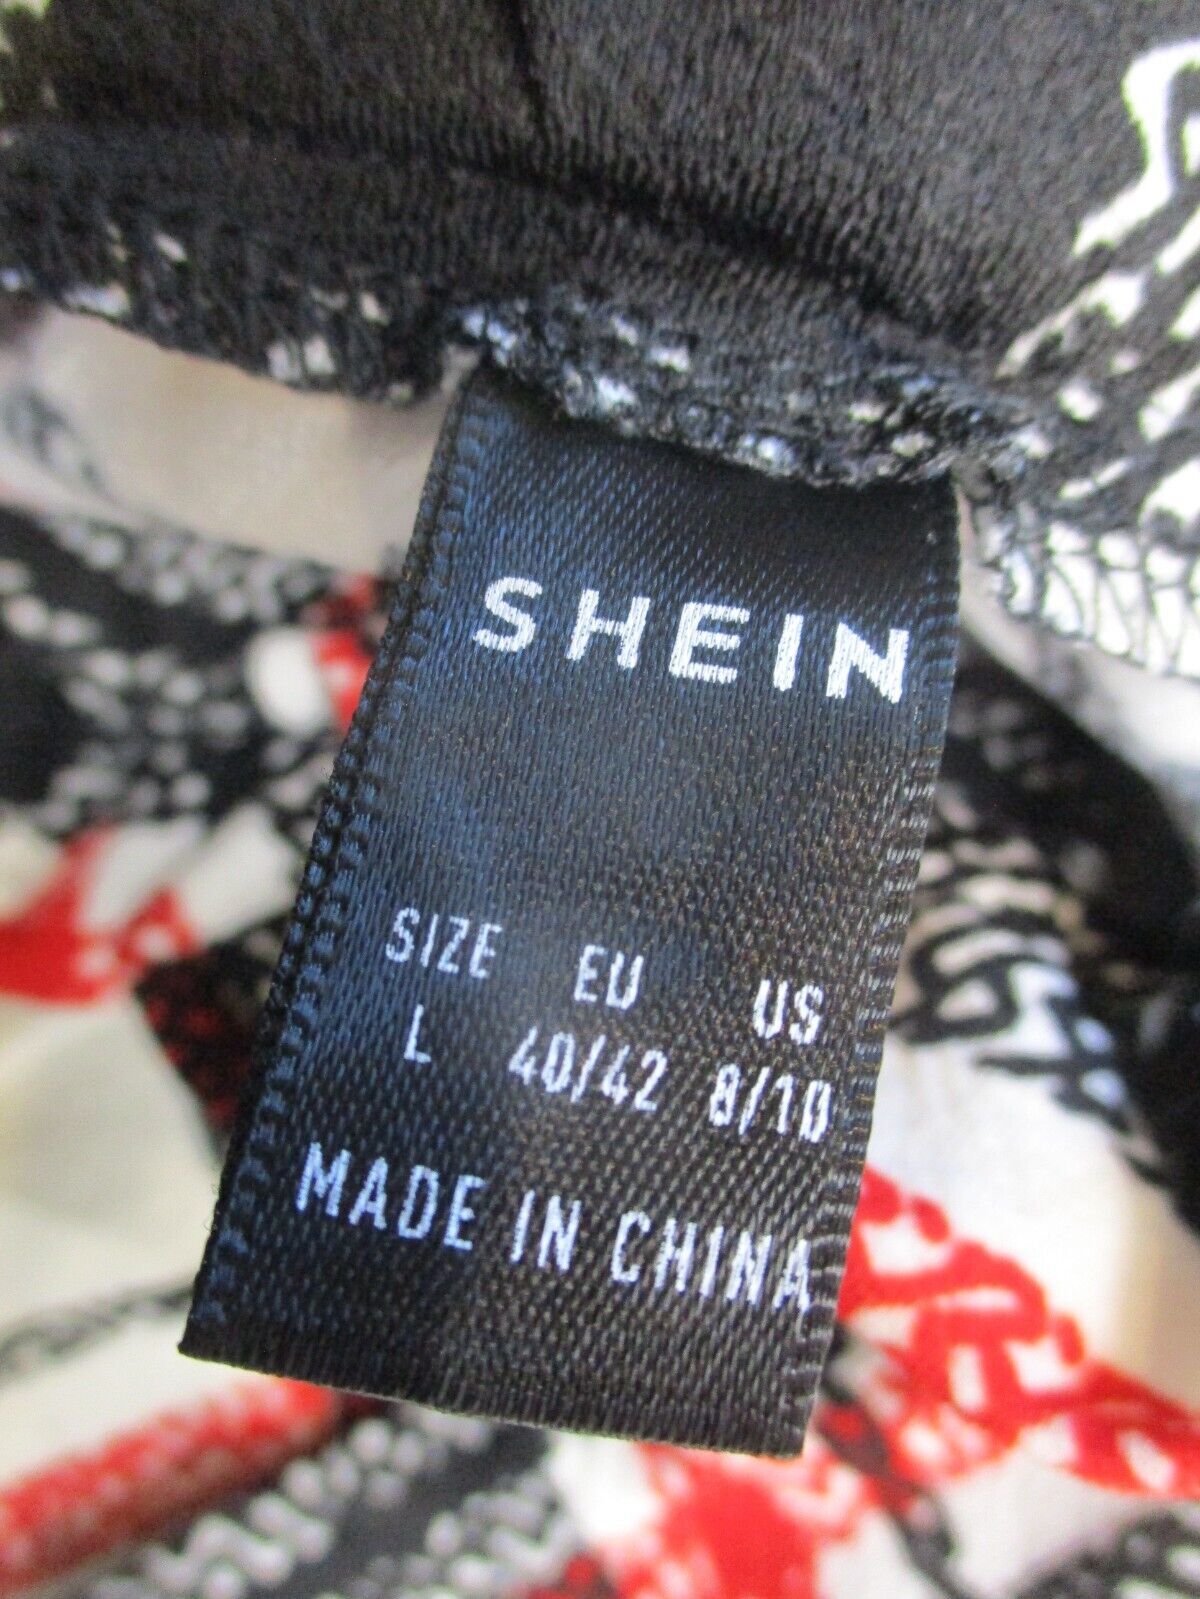 SHEIN
SIZE EU US
L 40/42 8/10
MADE IN CHINA